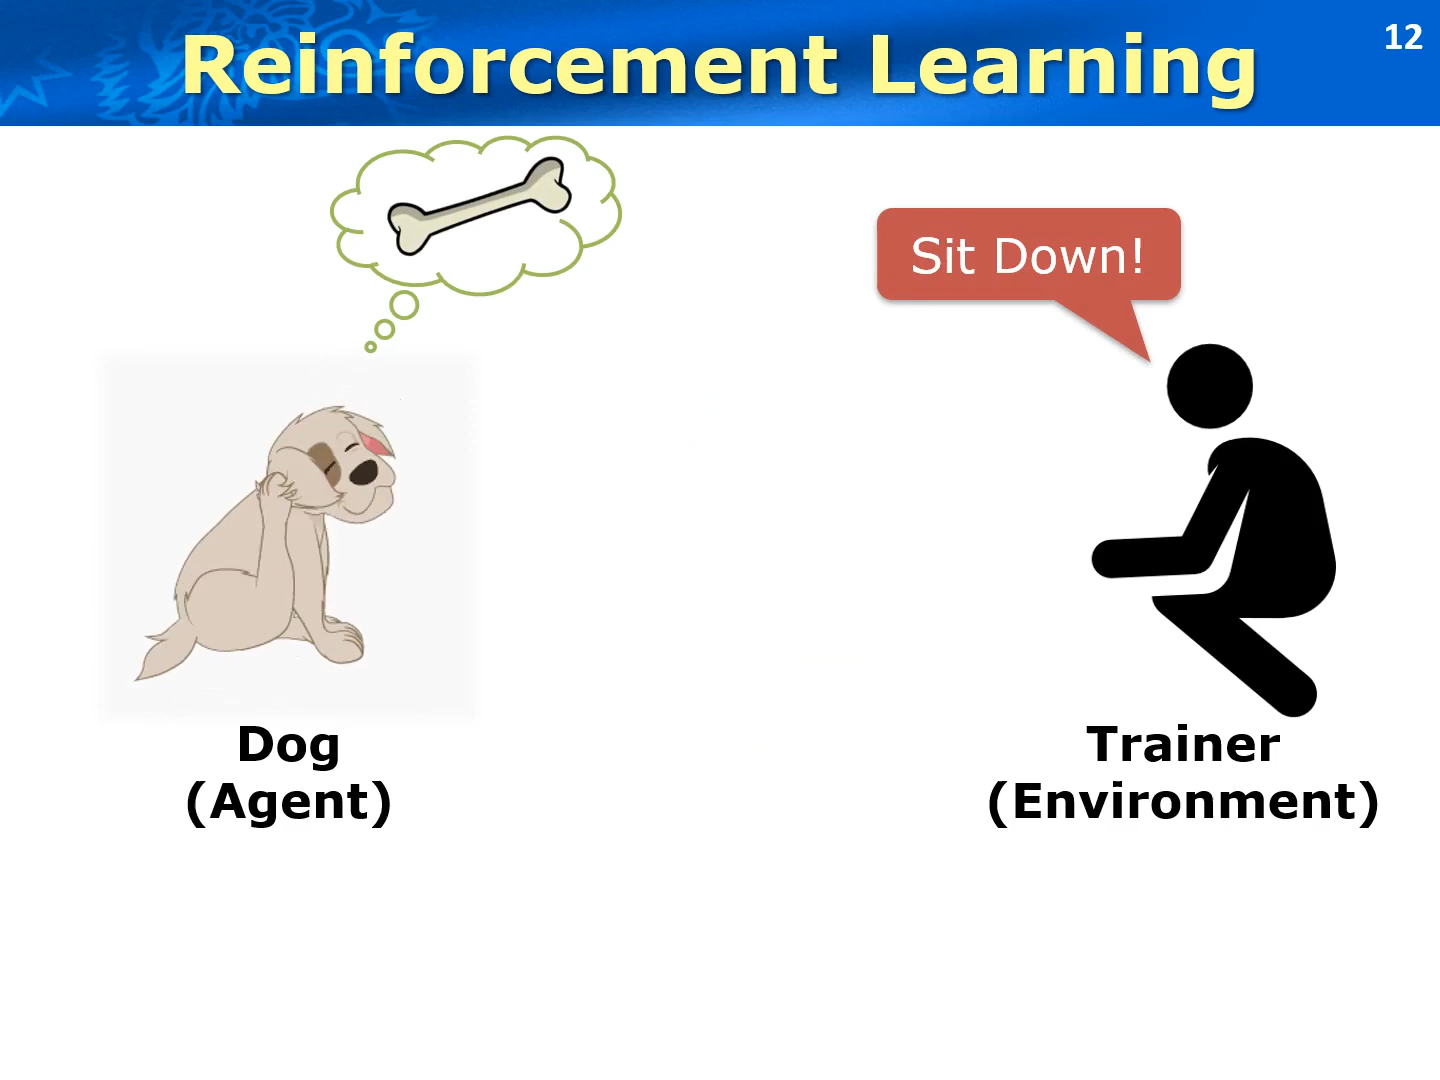 Reinforcement Learning
12
Sit Down!
Dog
(Agent)
Trainer
(Environment)